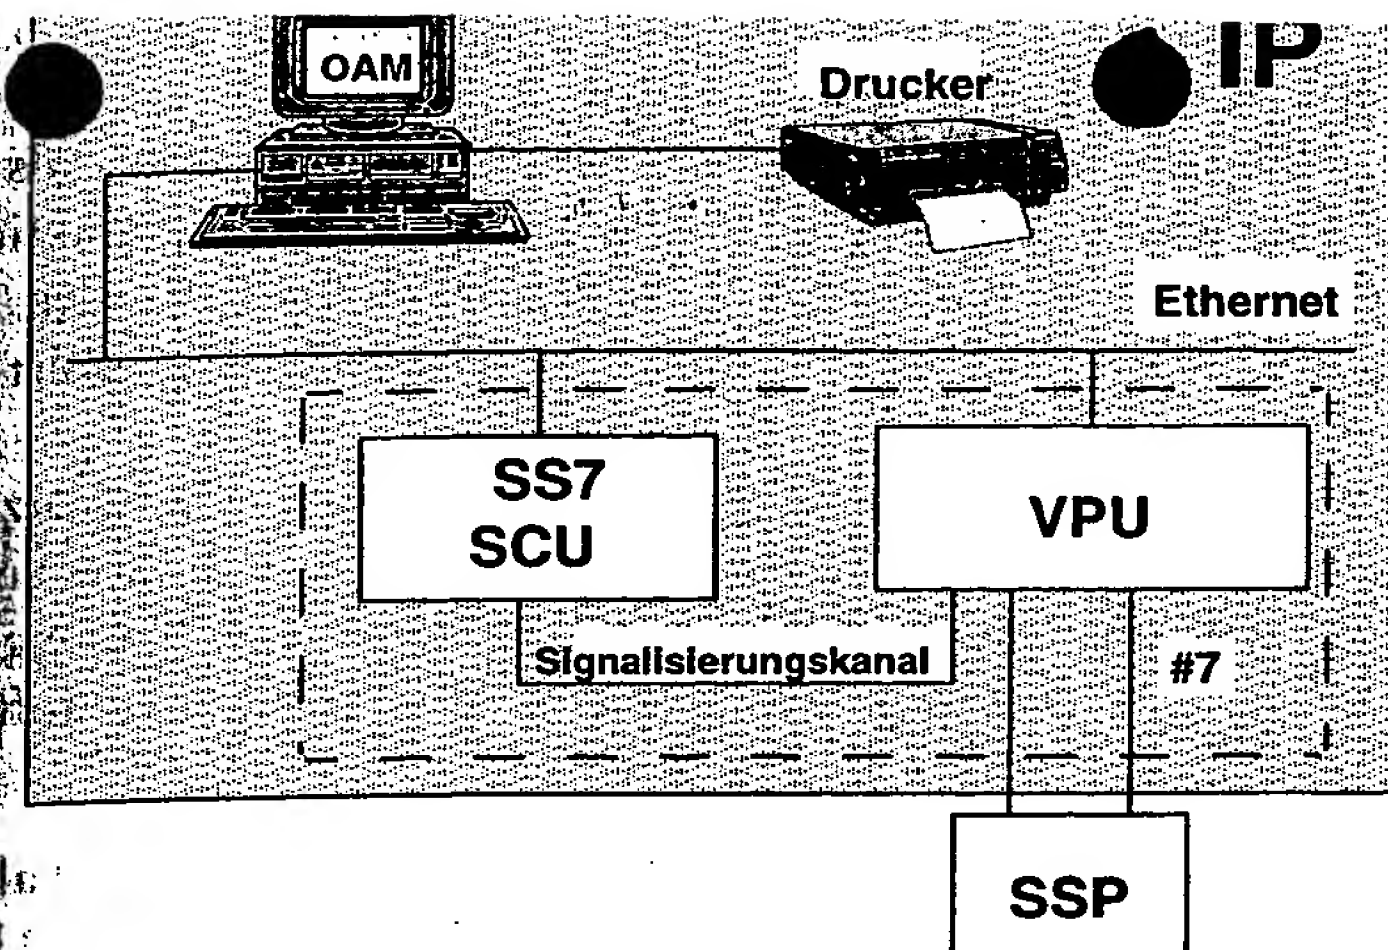 IP
OAM
Drucker
Ethernet
SS7
SCU
VPU
Signalisierungskanal
#7
SSP